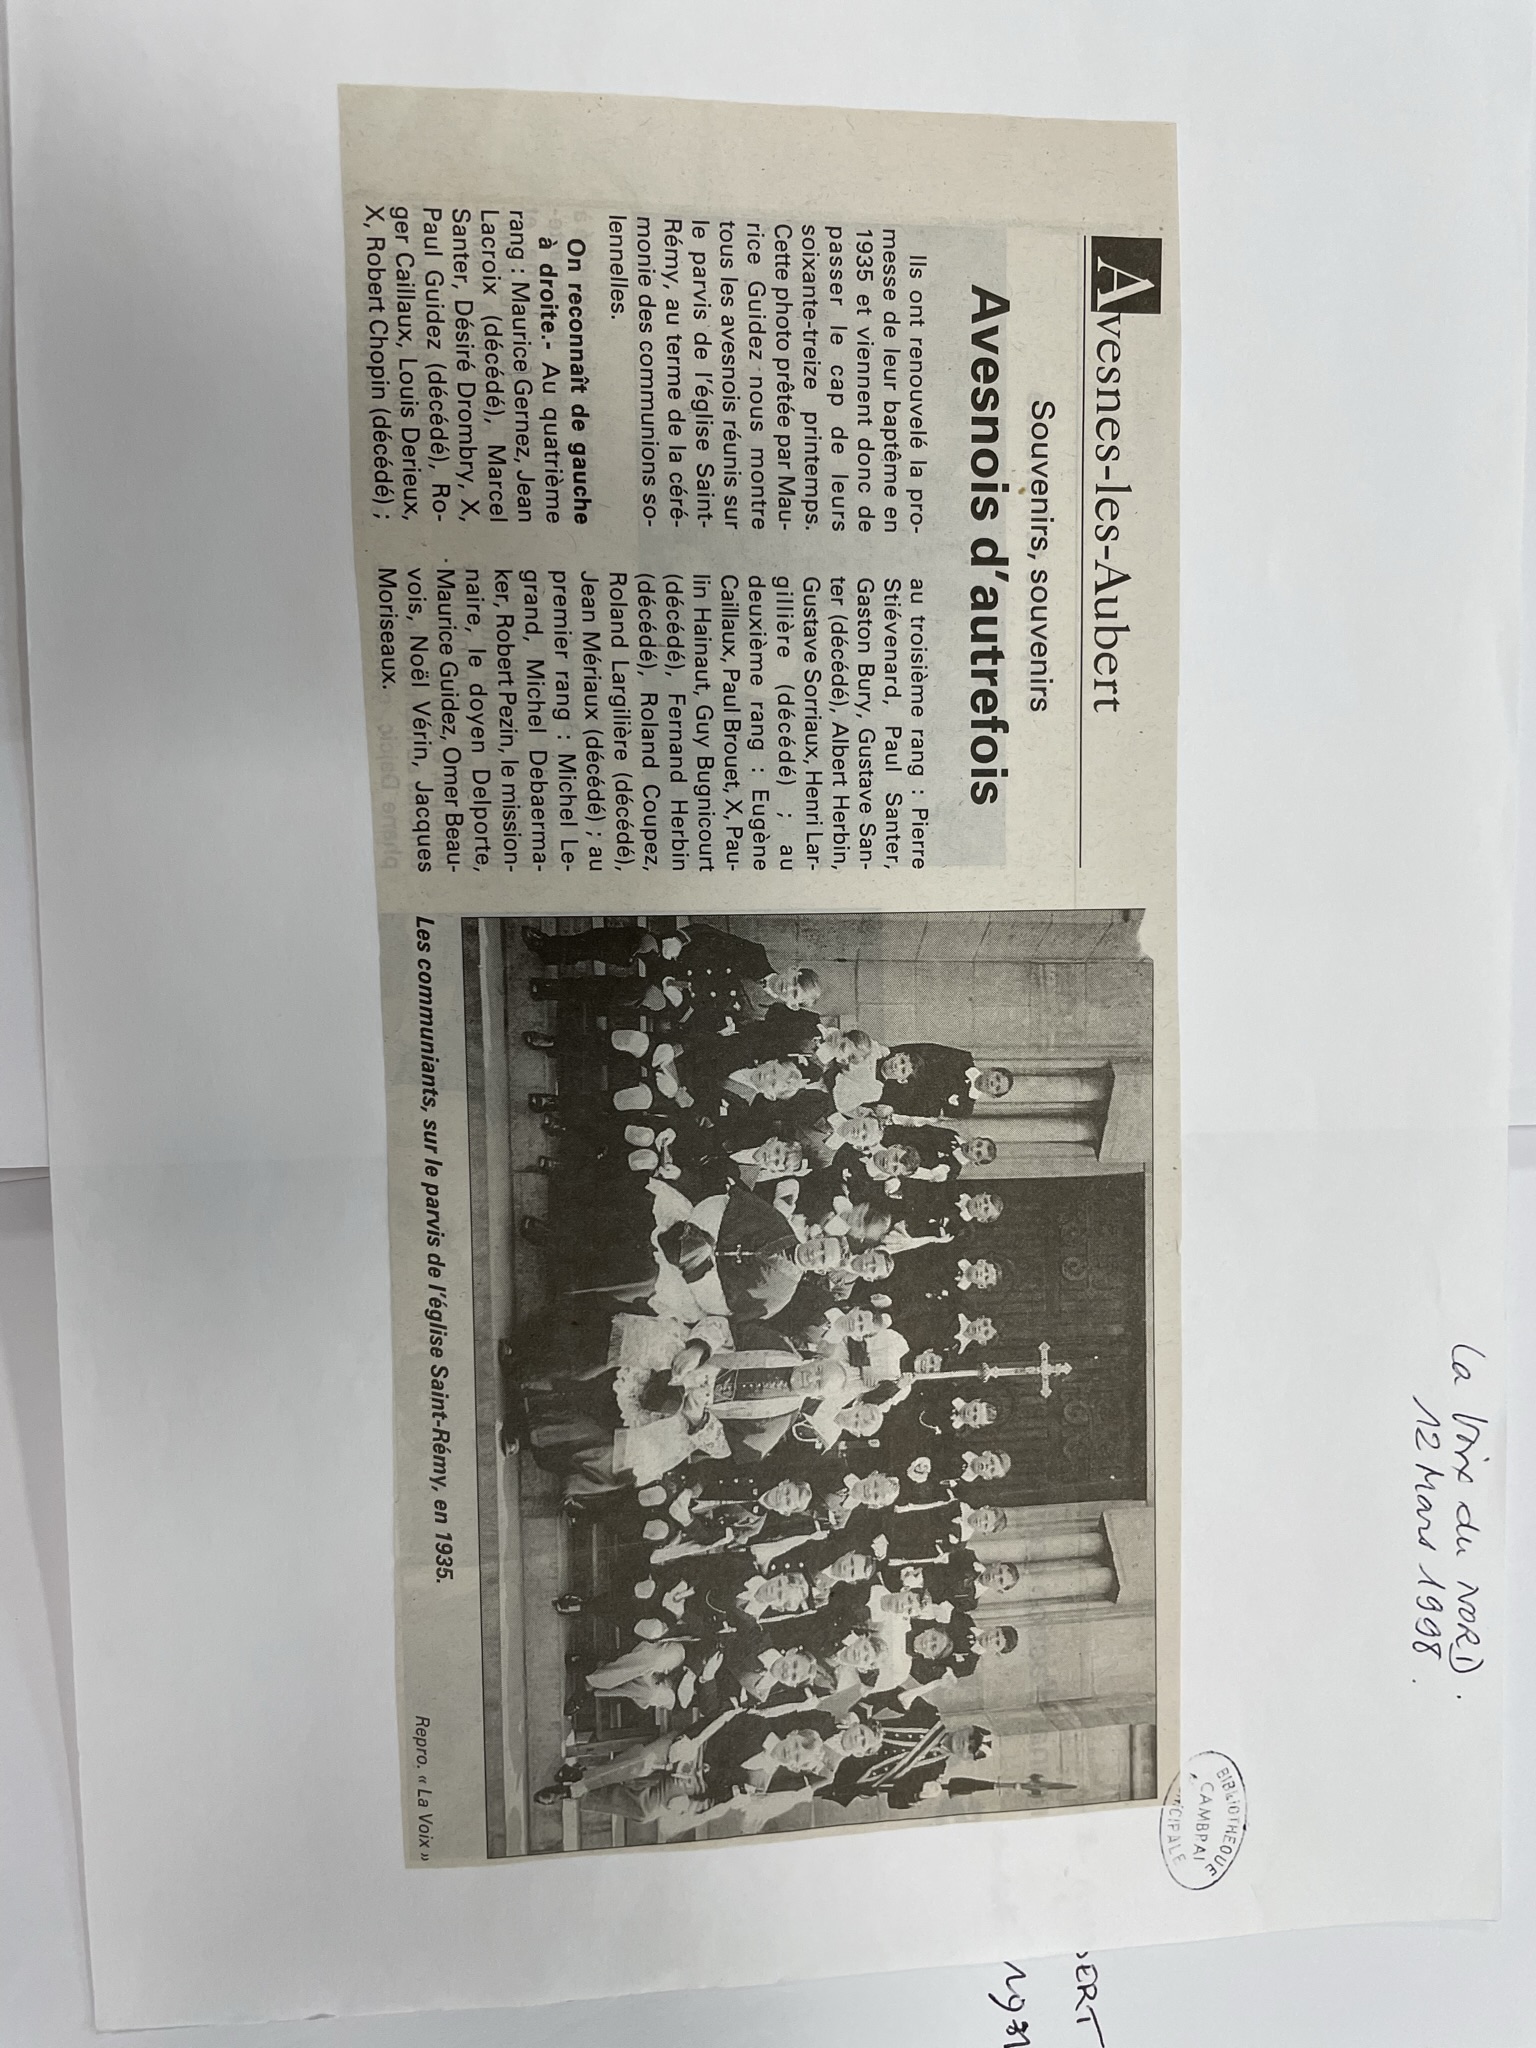 La Voix du NORD.
12 Mars 1998.
BIBLIOTHEQUE
CAMBRAI
Avesnes-les-Aubert
Souvenirs, souvenirs
Avesnois d'autrefois
Ils ont renouvelé la pro-
messe de leur baptême en
1935 et viennent donc de
passer le cap de leurs
soixante-treize printemps.
Cette photo prêtée par Mau-
rice Guidez nous montre
tous les avesnois réunis sur
le parvis de l'église Saint-
Rémy, au terme de la céré-
monie des communions so-
lennelles.
On reconnaît de gauche
à droite.- Au quatrième
rang : Maurice Gernez, Jean
Lacroix (décédé), Marcel
Santer, Désiré Drombry, X,
Paul Guidez (décédé), Ro-
ger Caillaux, Louis Derieux,
X, Robert Chopin (décédé) ;
au troisième rang : Pierre
Stiévenard, Paul Santer,
Gaston Bury, Gustave San-
ter (décédé), Albert Herbin,
Gustave Sorriaux, Henri Lar-
gillière (décédé) ; au
deuxième rang : Eugène
Caillaux, Paul Brouet, X, Pau-
lin Hainaut, Guy Bugnicourt
(décédé), Fernand Herbin
(décédé), Roland Coupez,
Roland Largilière (décédé),
Jean Mériaux (décédé) ; au
premier rang : Michel Le-
grand, Michel Debaerma-
ker, Robert Pezin, le mission-
naire, le doyen Delporte,
Maurice Guidez, Omer Beau-
vois, Noël Vérin, Jacques
Moriseaux.
Les communiants, sur le parvis de l'église Saint-Rémy, en 1935.
Repro. « La Voix »